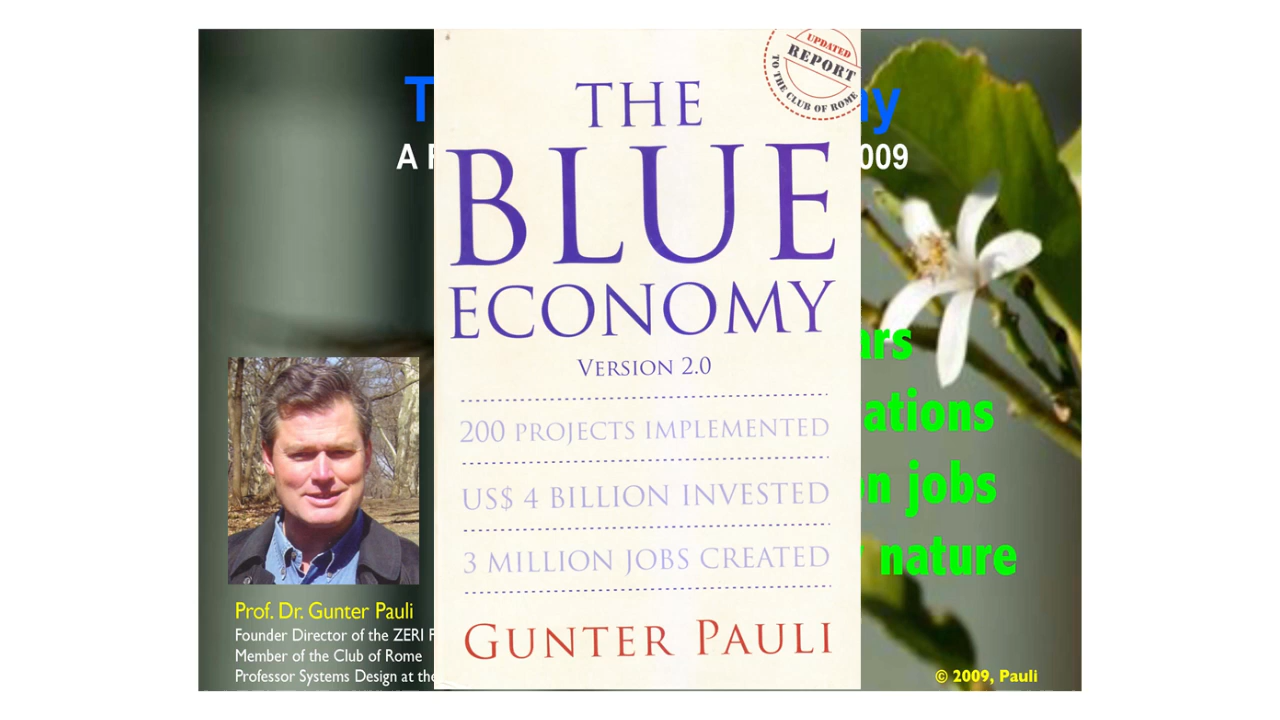 UPDATED
REPORT
TO THE CLUB OF ROME
THE
BLUE
ECONOMY
VERSION 2.0
200 PROJECTS IMPLEMENTED
US$ 4 BILLION INVESTED
3 MILLION JOBS CREATED
GUNTER PAULI
009
jobs
nature
Prof. Dr. Gunter Pauli
Founder Director of the ZERI
Member of the Club of Rome
Professor Systems Design at
© 2009, Pauli